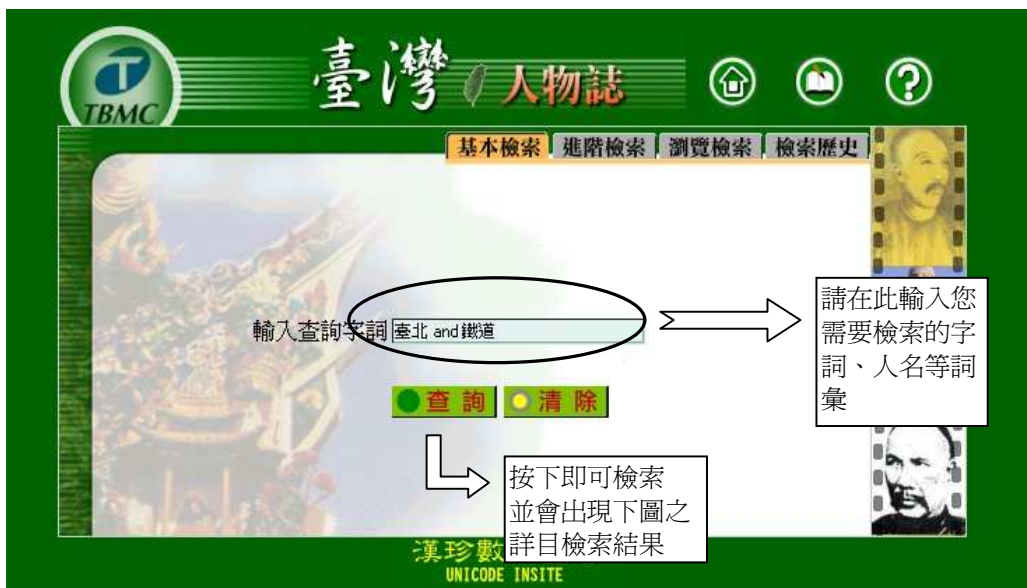 TBMC
臺灣人物誌
基本檢索 進階檢索 瀏覽檢索 檢索歷史
輸入查詢字詞 臺北 and 鐵道
請在此輸入您
需要檢索的字
詞、人名等詞
彙
查詢 清除
按下即可檢索
並會出現下圖之
詳目檢索結果
漢珍數
UNICODE INSITE